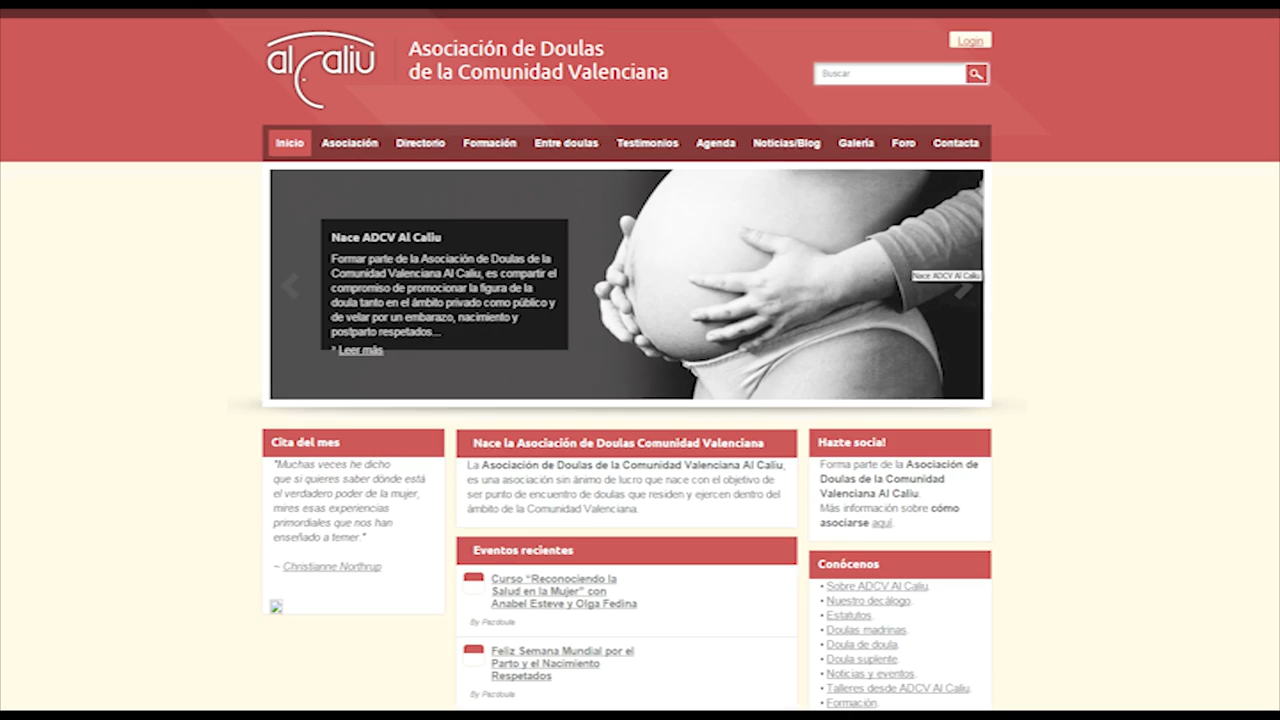 al Caliu
Asociación de Doulas
de la Comunidad Valenciana
Login
Buscar
Inicio Asociación Directorio Formación Entre doulas Testimonios Agenda Noticias/Blog Galería Foro Contacta
Nace ADCV Al Caliu
Formar parte de la Asociación de Doulas de la
Comunidad Valenciana Al Caliu, es compartir el
compromiso de promocionar la figura de la
doula tanto en el ámbito privado como público y
de velar por un embarazo, nacimiento y
postparto respetados...
» Leer más
Nace ADCV Al Caliu
Cita del mes
"Muchas veces he dicho
que si quieres saber dónde está
el verdadero poder de la mujer,
mires esas experiencias
primordiales que nos han
enseñado a temer."
~ Christianne Northrup
Nace la Asociación de Doulas Comunidad Valenciana
La Asociación de Doulas de la Comunidad Valenciana Al Caliu,
es una asociación sin ánimo de lucro que nace con el objetivo de
ser punto de encuentro de doulas que residen y ejercen dentro del
ámbito de la Comunidad Valenciana.
Eventos recientes
Curso “Reconociendo la
Salud en la Mujer” con
Anabel Esteve y Olga Fedina
By Pazdoula
Feliz Semana Mundial por el
Parto y el Nacimiento
Respetados
By Pazdoula
Hazte socia!
Forma parte de la Asociación de
Doulas de la Comunidad
Valenciana Al Caliu.
Más información sobre cómo
asociarse aquí.
Conócenos
• Sobre ADCV Al Caliu.
• Nuestro decálogo.
• Estatutos.
• Doulas madrinas.
• Doula de doula.
• Doula suplente.
• Noticias y eventos.
• Talleres desde ADCV Al Caliu.
• Formación.